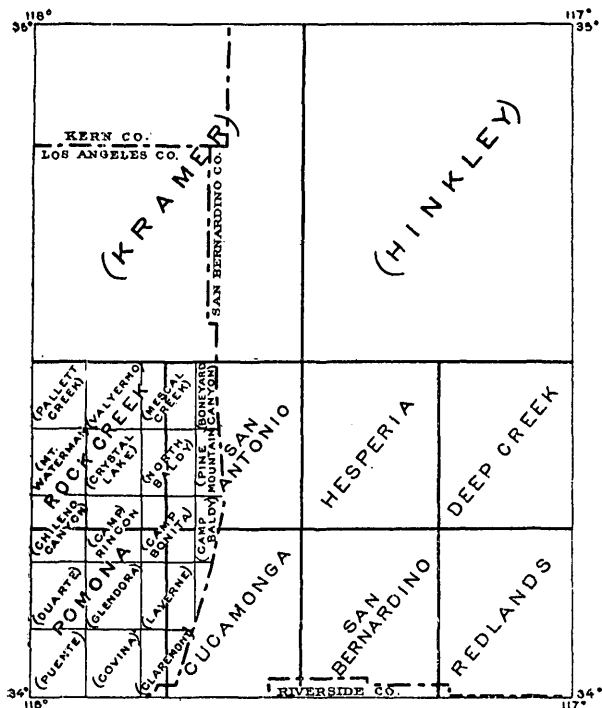 118°
117°
35°
35°
KERN CO.
LOS ANGELES CO.
SAN BERNARDINO CO.
(KRAMER)
(HINKLEY)
(PALLETT
CREEK)
(VALYERMO)
(MESCAL
CREEK)
(BONEYARD
CANYON)
(MT.
WATERMAN)
ROCK CREEK
(CRYSTAL
LAKE)
(NORTH
BALDY)
(PINE
MOUNTAIN)
SAN
ANTONIO
HESPERIA
DEEP CREEK
(CHILENO
CANYON)
(CAMP
RINCON)
(CAMP
BONITA)
(CAMP
BALDY)
(DUARTE)
POMONA
(GLENDORA)
(LAVERNE)
CUCAMONGA
SAN
BERNARDINO
REDLANDS
(PUENTE)
(COVINA)
(CLAREMONT)
RIVERSIDE CO.
34°
34°
118°
117°